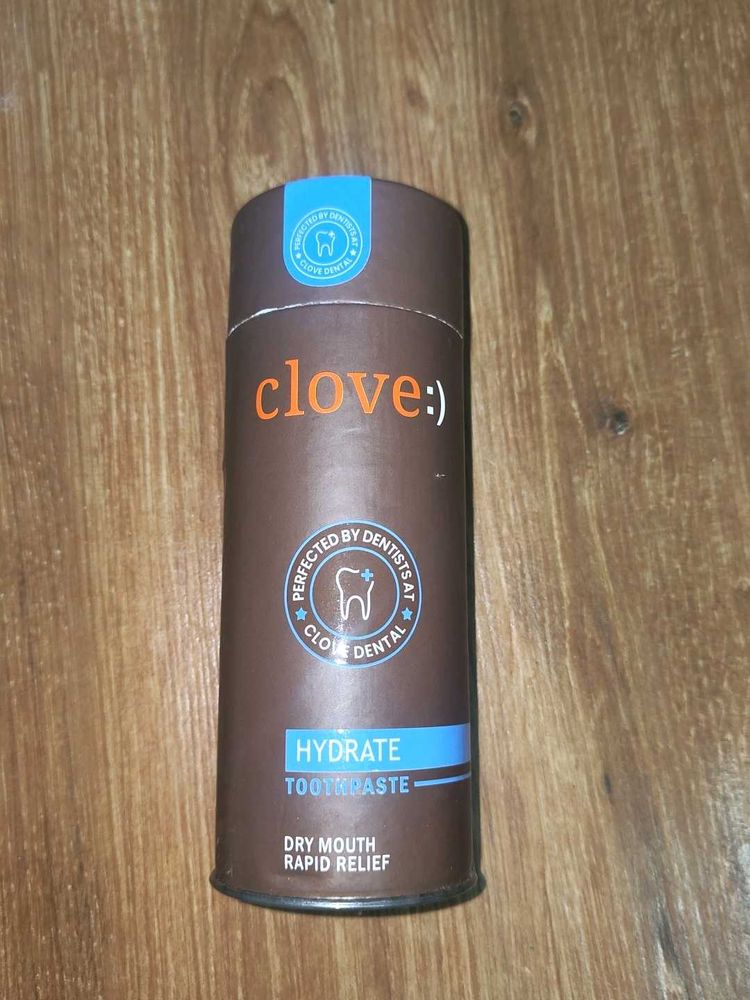 PERFECTED BY DENTISTS AT
CLOVE DENTAL
clove:)
PERFECTED BY DENTISTS AT
CLOVE DENTAL
HYDRATE
TOOTHPASTE
DRY MOUTH
RAPID RELIEF